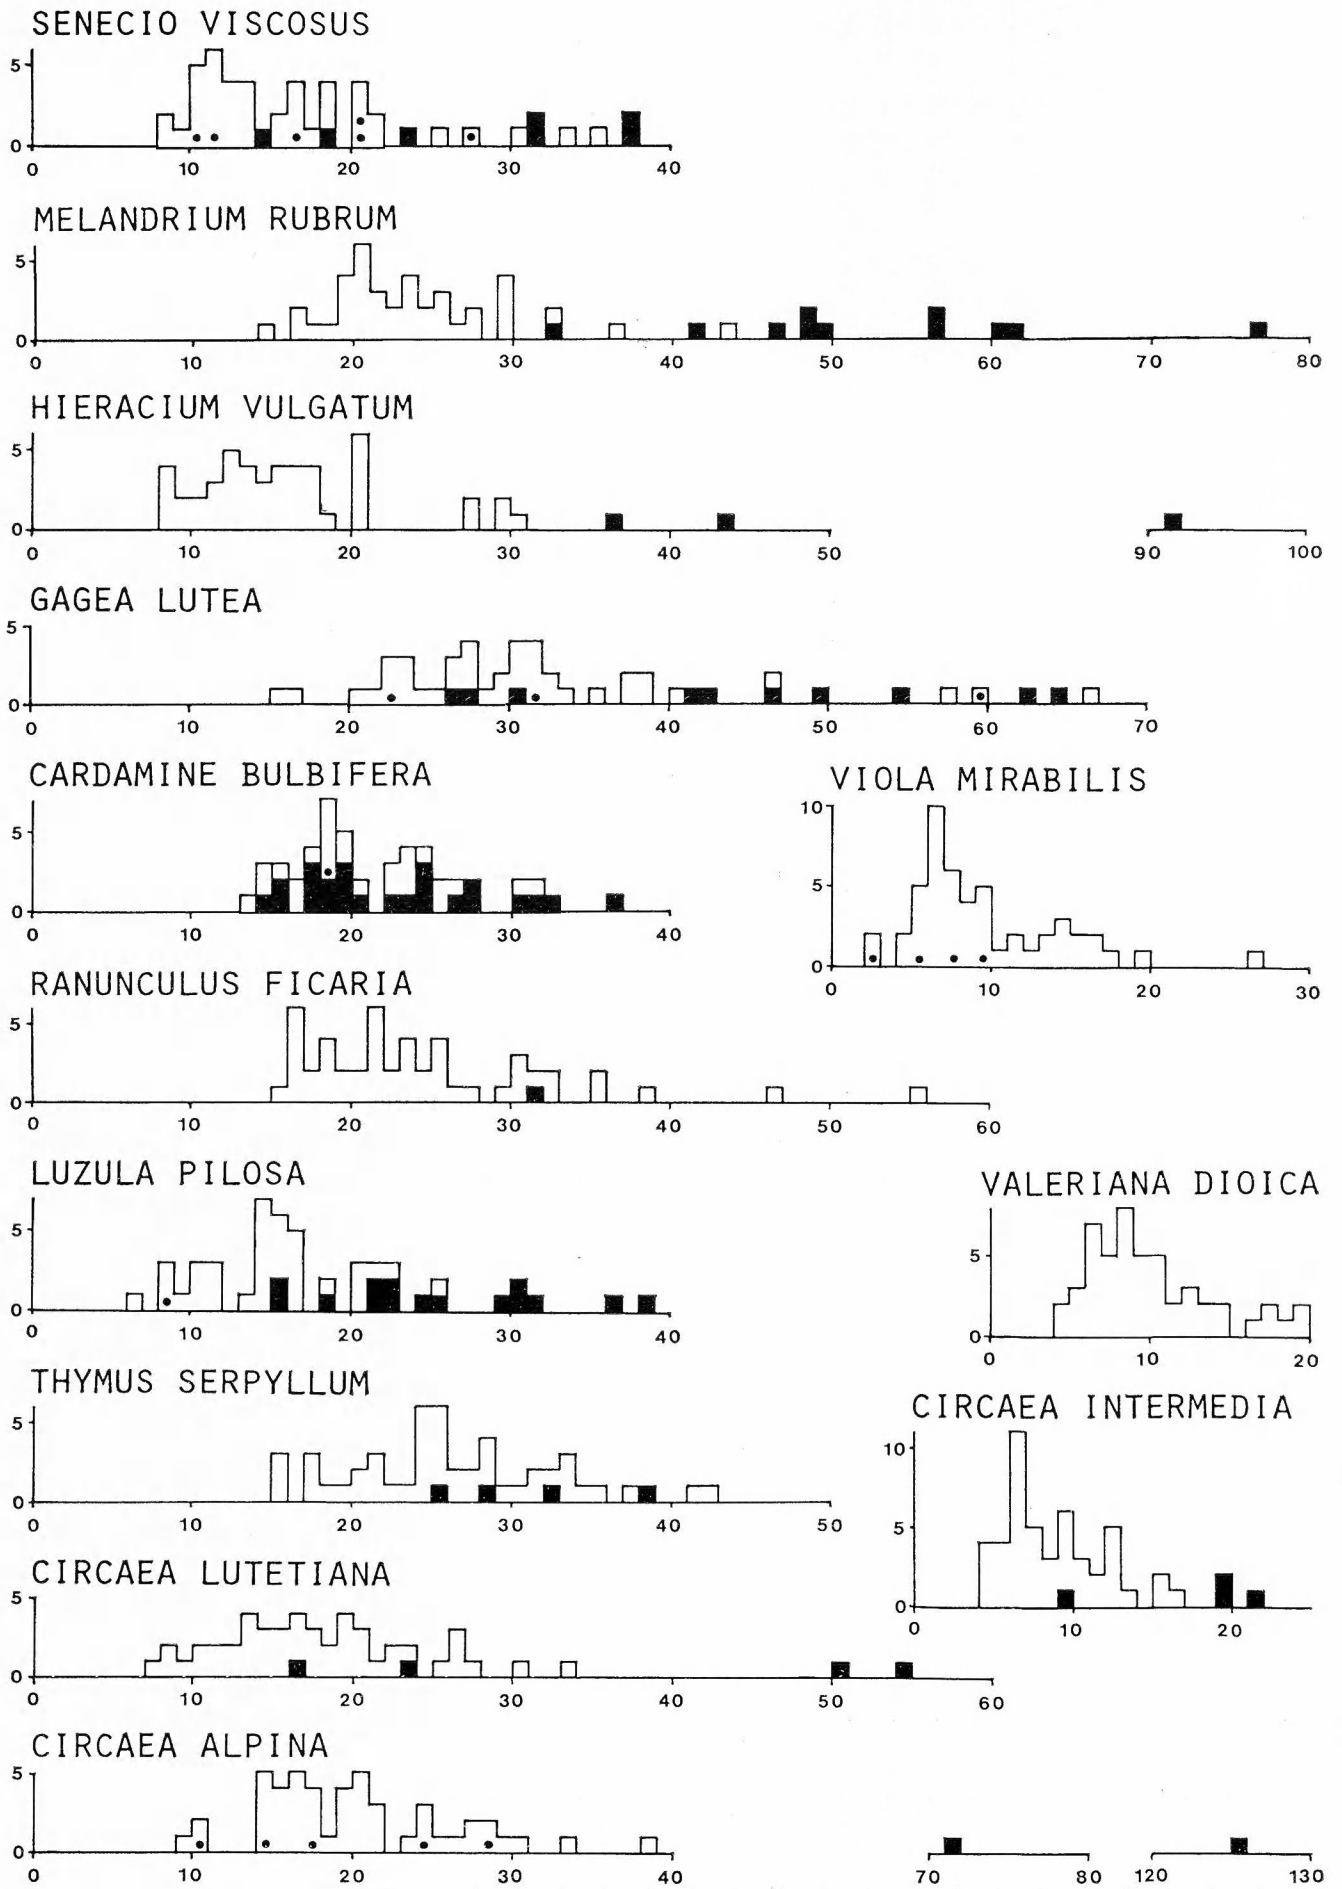 SENECIO VISCOSUS
5
0
0 10 20 30 40
MELANDRIUM RUBRUM
5
0
0 10 20 30 40 50 60 70 80
HIERACIUM VULGATUM
5
0
0 10 20 30 40 50 90 100
GAGEA LUTEA
5
0
0 10 20 30 40 50 60 70
CARDAMINE BULBIFERA
5
0
0 10 20 30 40
VIOLA MIRABILIS
10
5
0
0 10 20 30
RANUNCULUS FICARIA
5
0
0 10 20 30 40 50 60
LUZULA PILOSA
5
0
0 10 20 30 40
VALERIANA DIOICA
5
0
0 10 20
THYMUS SERPYLLUM
5
0
0 10 20 30 40 50
CIRCAEA INTERMEDIA
10
5
0
0 10 20
CIRCAEA LUTETIANA
5
0
0 10 20 30 40 50 60
CIRCAEA ALPINA
5
0
0 10 20 30 40 70 80 120 130